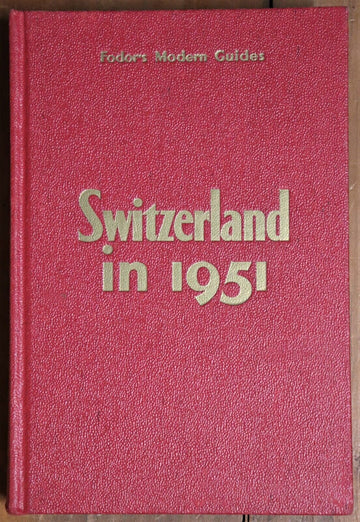 Fodor's Modern Guides
Switzerland
in 1951